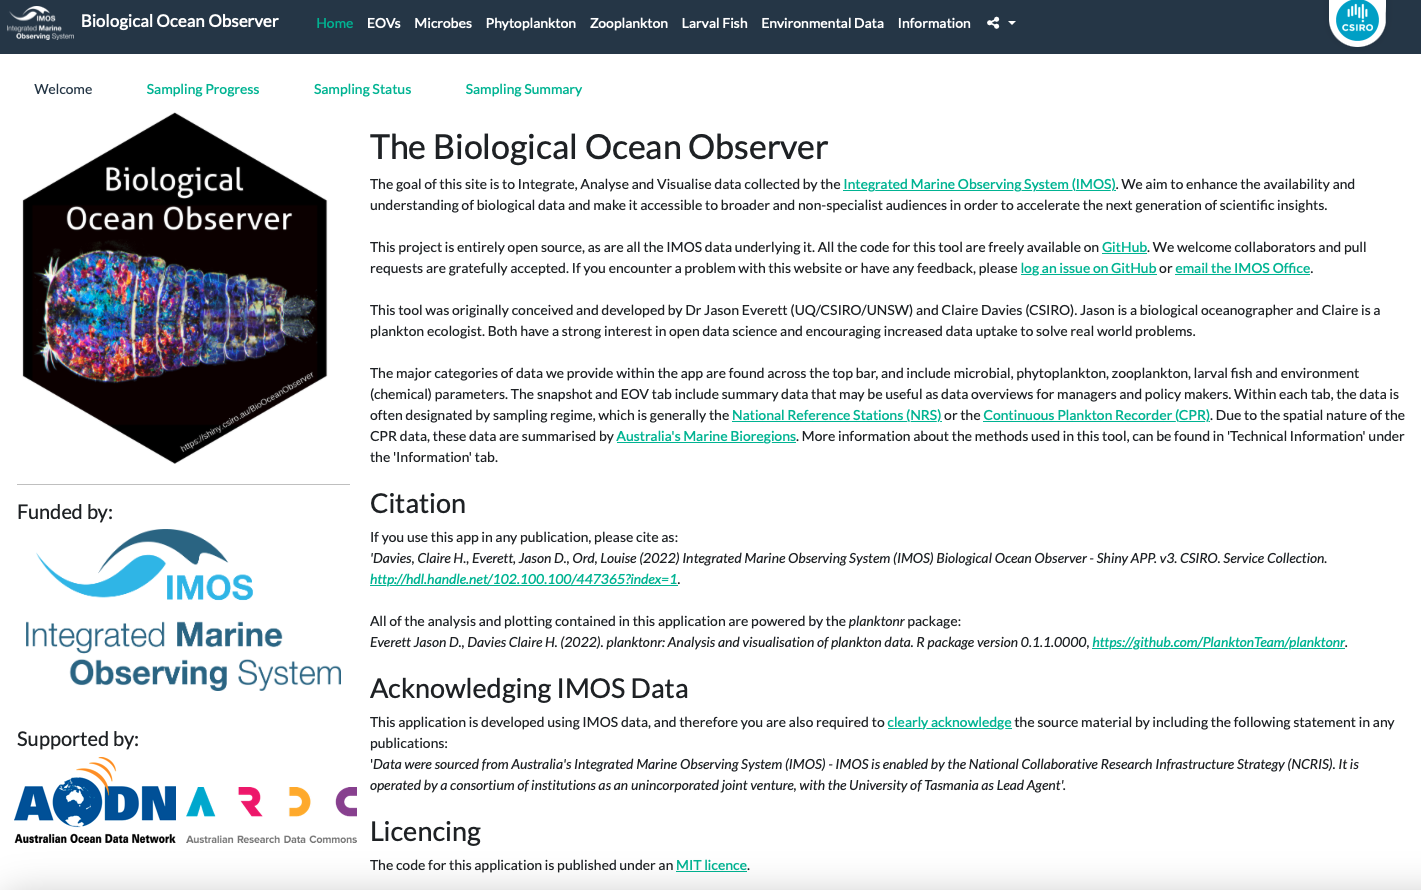 IMOS
Integrated Marine
Observing System
Biological Ocean Observer
Home EOVs Microbes Phytoplankton Zooplankton Larval Fish Environmental Data Information
CSIRO
Welcome Sampling Progress Sampling Status Sampling Summary
Biological
Ocean Observer
https://shiny.csiro.au/BioOceanObserver
Funded by:
IMOS
Integrated Marine
Observing System
Supported by:
AODN
Australian Ocean Data Network
ARDC
Australian Research Data Commons
The Biological Ocean Observer
The goal of this site is to Integrate, Analyse and Visualise data collected by the Integrated Marine Observing System (IMOS). We aim to enhance the availability and
understanding of biological data and make it accessible to broader and non-specialist audiences in order to accelerate the next generation of scientific insights.
This project is entirely open source, as are all the IMOS data underlying it. All the code for this tool are freely available on GitHub. We welcome collaborators and pull
requests are gratefully accepted. If you encounter a problem with this website or have any feedback, please log an issue on GitHub or email the IMOS Office.
This tool was originally conceived and developed by Dr Jason Everett (UQ/CSIRO/UNSW) and Claire Davies (CSIRO). Jason is a biological oceanographer and Claire is a
plankton ecologist. Both have a strong interest in open data science and encouraging increased data uptake to solve real world problems.
The major categories of data we provide within the app are found across the top bar, and include microbial, phytoplankton, zooplankton, larval fish and environment
(chemical) parameters. The snapshot and EOV tab include summary data that may be useful as data overviews for managers and policy makers. Within each tab, the data is
often designated by sampling regime, which is generally the National Reference Stations (NRS) or the Continuous Plankton Recorder (CPR). Due to the spatial nature of the
CPR data, these data are summarised by Australia's Marine Bioregions. More information about the methods used in this tool, can be found in 'Technical Information' under
the 'Information' tab.
Citation
If you use this app in any publication, please cite as:
'Davies, Claire H., Everett, Jason D., Ord, Louise (2022) Integrated Marine Observing System (IMOS) Biological Ocean Observer - Shiny APP. v3. CSIRO. Service Collection.
http://hdl.handle.net/102.100.100/447365?index=1.
All of the analysis and plotting contained in this application are powered by the planktonr package:
Everett Jason D., Davies Claire H. (2022). planktonr: Analysis and visualisation of plankton data. R package version 0.1.1.0000, https://github.com/PlanktonTeam/planktonr.
Acknowledging IMOS Data
This application is developed using IMOS data, and therefore you are also required to clearly acknowledge the source material by including the following statement in any
publications:
'Data were sourced from Australia's Integrated Marine Observing System (IMOS) - IMOS is enabled by the National Collaborative Research Infrastructure Strategy (NCRIS). It is
operated by a consortium of institutions as an unincorporated joint venture, with the University of Tasmania as Lead Agent'.
Licencing
The code for this application is published under an MIT licence.